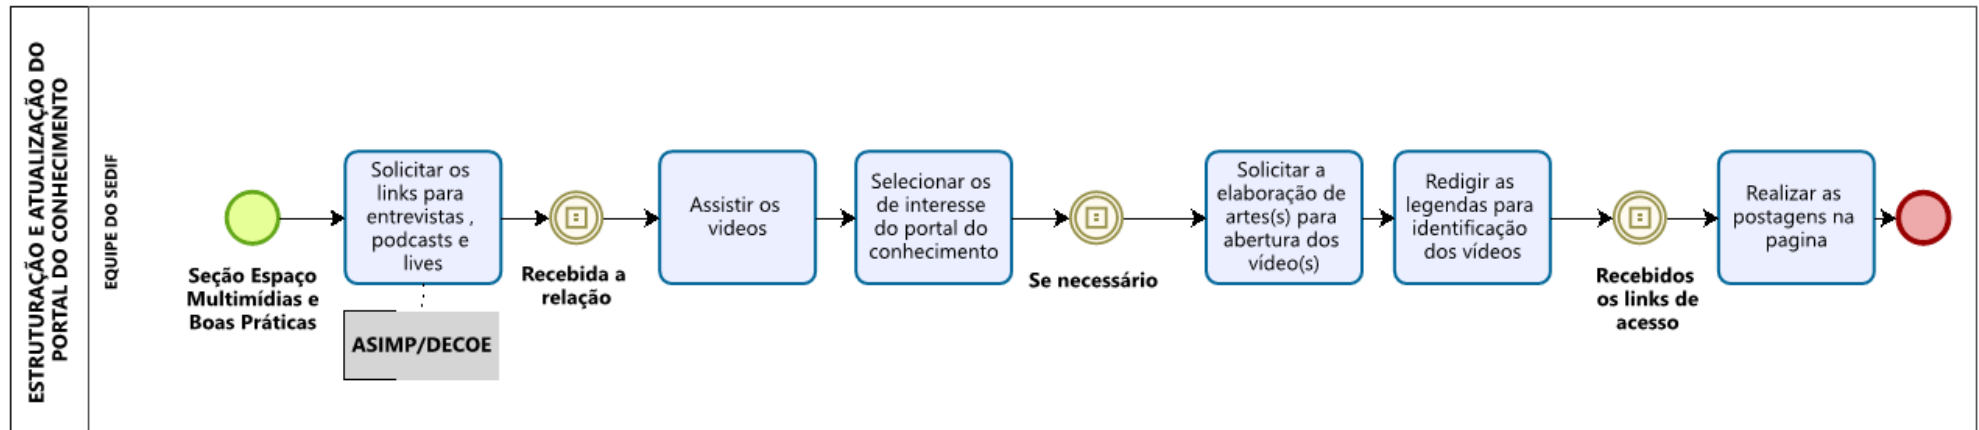 ESTRUTURAÇÃO E ATUALIZAÇÃO DO
PORTAL DO CONHECIMENTO
EQUIPE DO SEDIF
Seção Espaço
Multimídias e
Boas Práticas
Solicitar os
links para
entrevistas ,
podcasts e
lives
ASIMP/DECOE
Recebida a
relação
Assistir os
videos
Selecionar os
de interesse
do portal do
conhecimento
Se necessário
Solicitar a
elaboração de
artes(s) para
abertura dos
vídeo(s)
Redigir as
legendas para
identificação
dos vídeos
Recebidos
os links de
acesso
Realizar as
postagens na
pagina